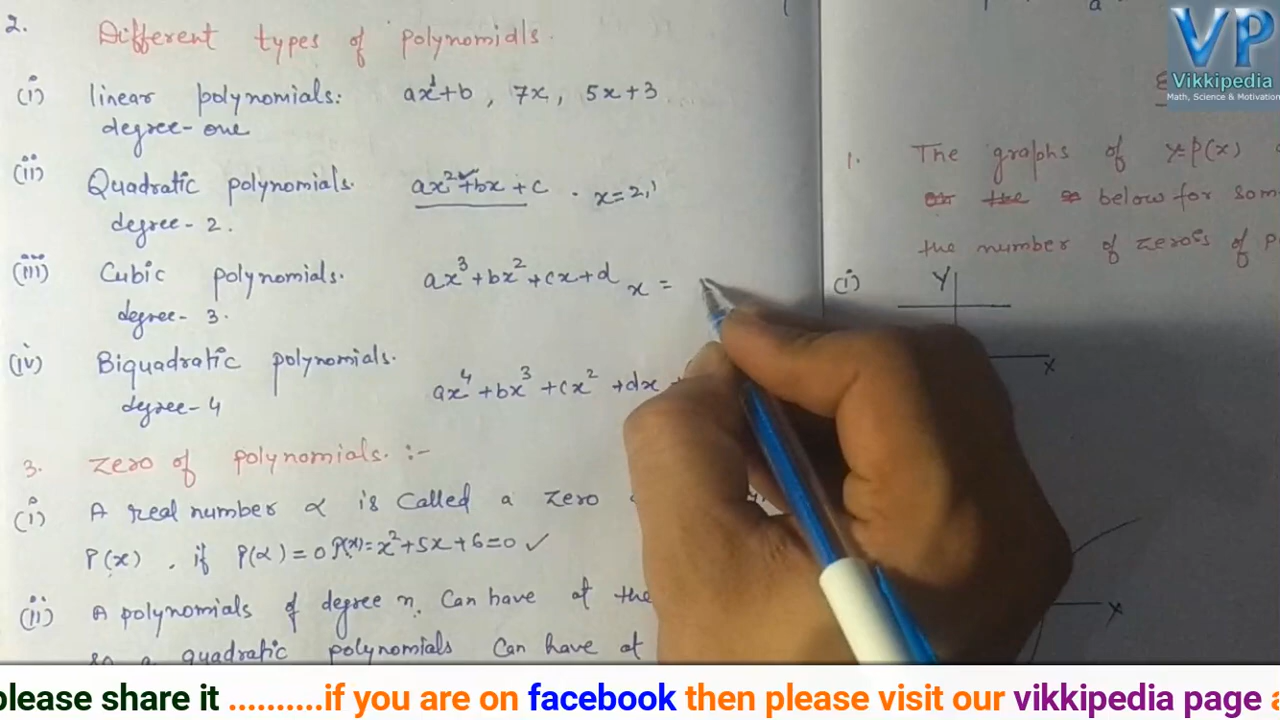 2. Different types of polynomials.
(i) linear polynomials: ax¹+b, 7x, 5x+3
degree-one
(ii) Quadratic polynomials. ax²+bx+c . x=2,1
degree-2.
(iii) Cubic polynomials. ax³+bx²+cx+d x =
degree-3.
(iv) Biquadratic polynomials.
degree-4 ax⁴+bx³+cx²+dx
3. zero of polynomials. :-
(i) A real number α is called a zero
P(x) . if P(α)=0 P(x)=x²+5x+6=0 ✓
(ii) A polynomials of degree n. Can have at the
so a quadratic polynomials Can have at
VP
Vikkipedia
Math, Science & Motivation
1. The graphs of y=p(x)
below for som
the number of zeroes of P
(i) Y
X
X
please share it ..........if you are on facebook then please visit our vikkipedia page a